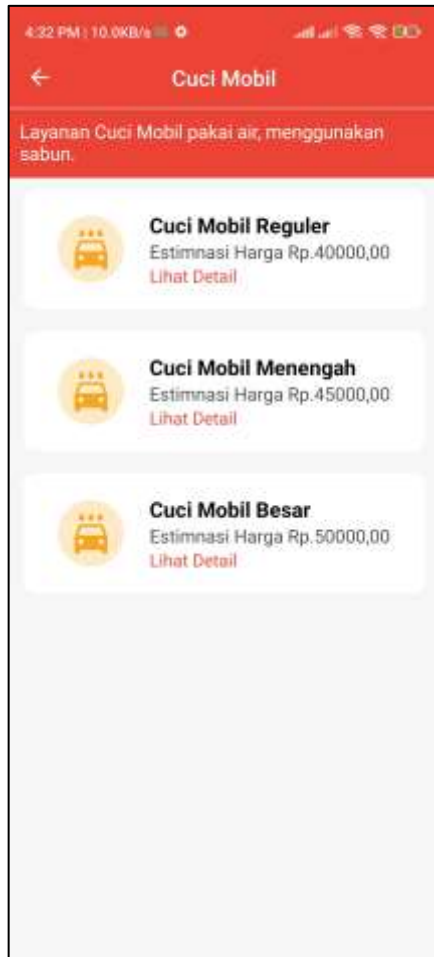 4:32 PM | 10.0KB/s
Cuci Mobil
Layanan Cuci Mobil pakai air, menggunakan
sabun.
Cuci Mobil Reguler
Estimnasi Harga Rp.40000,00
Lihat Detail
Cuci Mobil Menengah
Estimnasi Harga Rp.45000,00
Lihat Detail
Cuci Mobil Besar
Estimnasi Harga Rp.50000,00
Lihat Detail